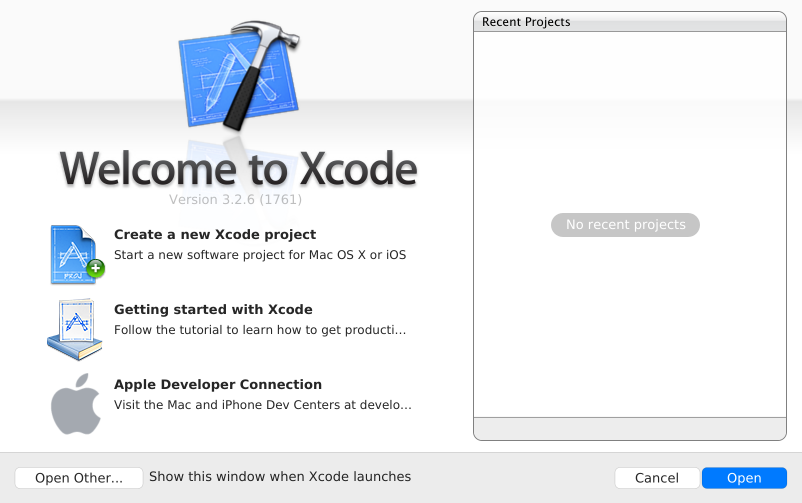 Recent Projects
Welcome to Xcode
Version 3.2.6 (1761)
Create a new Xcode project
Start a new software project for Mac OS X or iOS
No recent projects
PROJ
Getting started with Xcode
Follow the tutorial to learn how to get producti...
Apple Developer Connection
Visit the Mac and iPhone Dev Centers at develo...
Open Other...
Show this window when Xcode launches
Cancel
Open